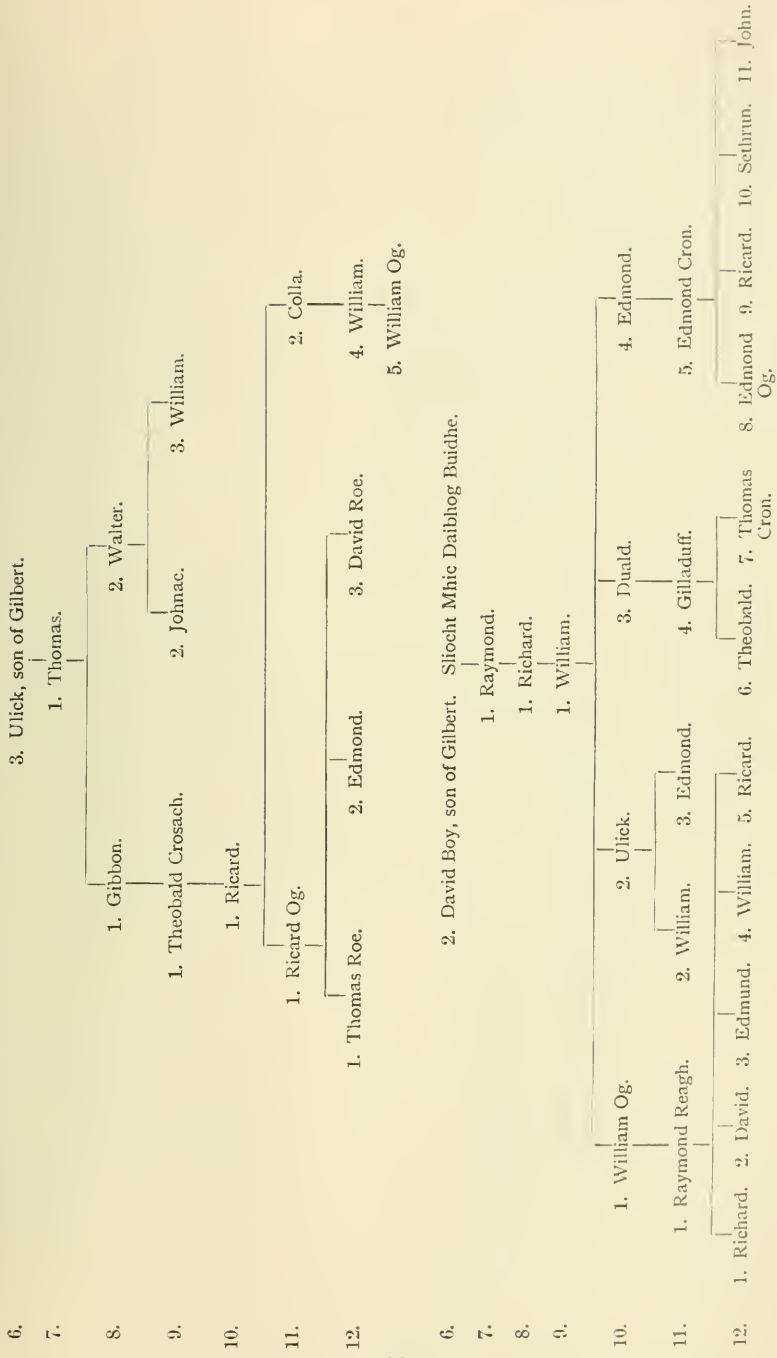 6. 3. Ulick, son of Gilbert.
7. 1. Thomas.
8. 1. Gibbon. 2. Walter.
9. 1. Theobald Crosach. 2. Johnac. 3. William.
10. 1. Ricard.
11. 1. Ricard Og. 2. Colla.
12. 1. Thomas Roe. 2. Edmond. 3. David Roe. 4. William.
5. William Og.
6. 2. David Boy, son of Gilbert. Sliocht Mhic Daibhog Buidhe.
7. 1. Raymond.
8. 1. Richard.
9. 1. William.
10. 1. William Og. 2. Ulick. 3. Duald. 4. Edmond.
11. 1. Raymond Reagh. 2. William. 3. Edmond. 4. Gilladuff. 5. Edmond Cron.
12. 1. Richard. 2. David. 3. Edmund. 4. William. 5. Ricard. 6. Theobald. 7. Thomas 8. Edmond 9. Ricard. 10. Sethrun. 11. John.
Cron. Og.